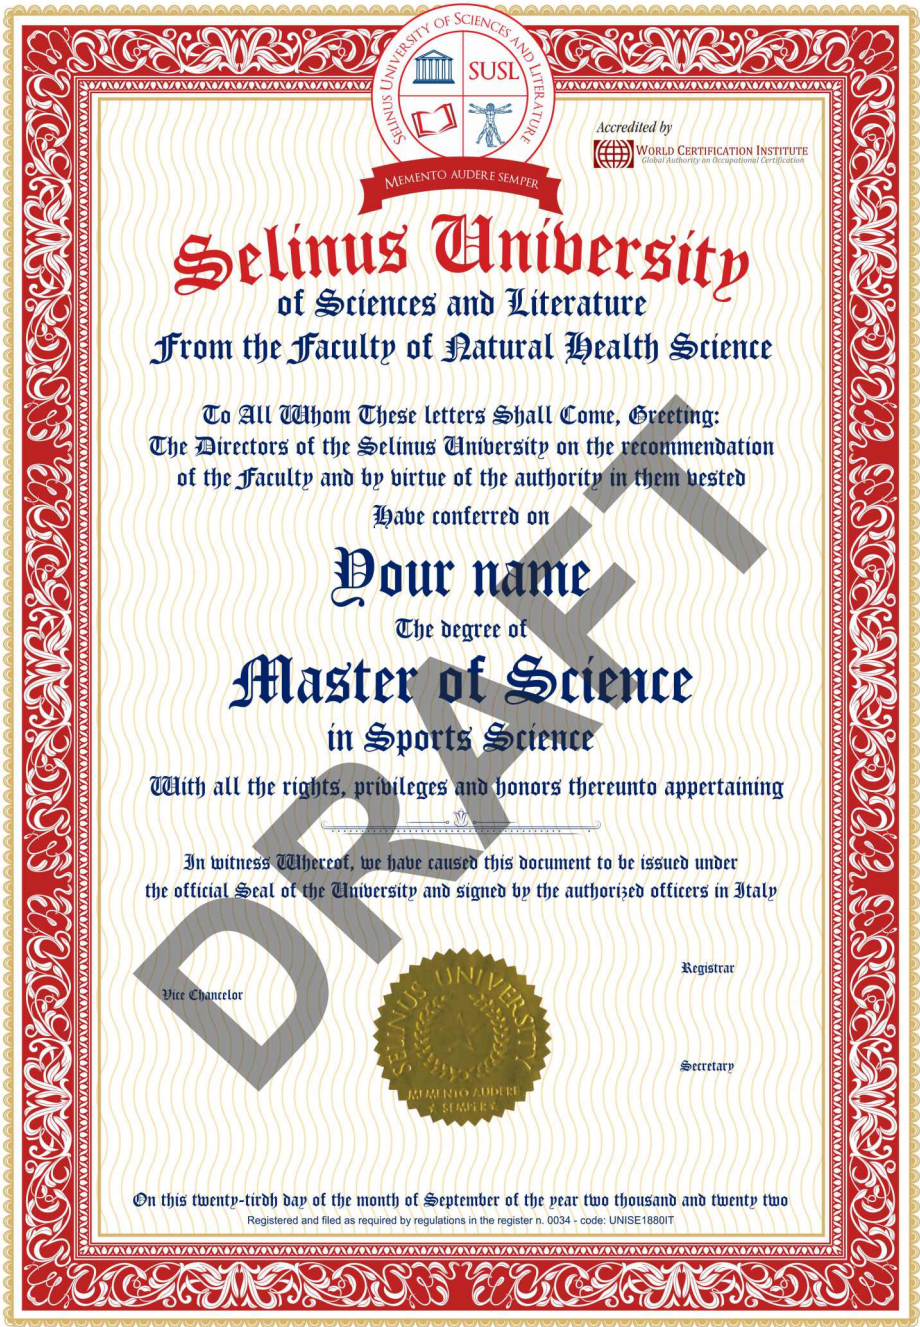 SELINUS UNIVERSITY OF SCIENCES AND LITERATURE
SUSL
MEMENTO AUDERE SEMPER
Accredited by
WORLD CERTIFICATION INSTITUTE
Global Authority on Occupational Certification
Selinus University
of Sciences and Literature
From the Faculty of Natural Health Science
To All Whom These letters Shall Come, Greeting:
The Directors of the Selinus University on the recommendation
of the Faculty and by virtue of the authority in them vested
Have conferred on
Your name
The degree of
Master of Science
in Sports Science
With all the rights, privileges and honors thereunto appertaining
In witness Whereof, we have caused this document to be issued under
the official Seal of the University and signed by the authorized officers in Italy
DRAFT
Registrar
Vice Chancelor
SELINUS UNIVERSITY
MEMENTO AUDERE
SEMPER
Secretary
On this twenty-tirdh day of the month of September of the year two thousand and twenty two
Registered and filed as required by regulations in the register n. 0034 - code: UNISE1880IT